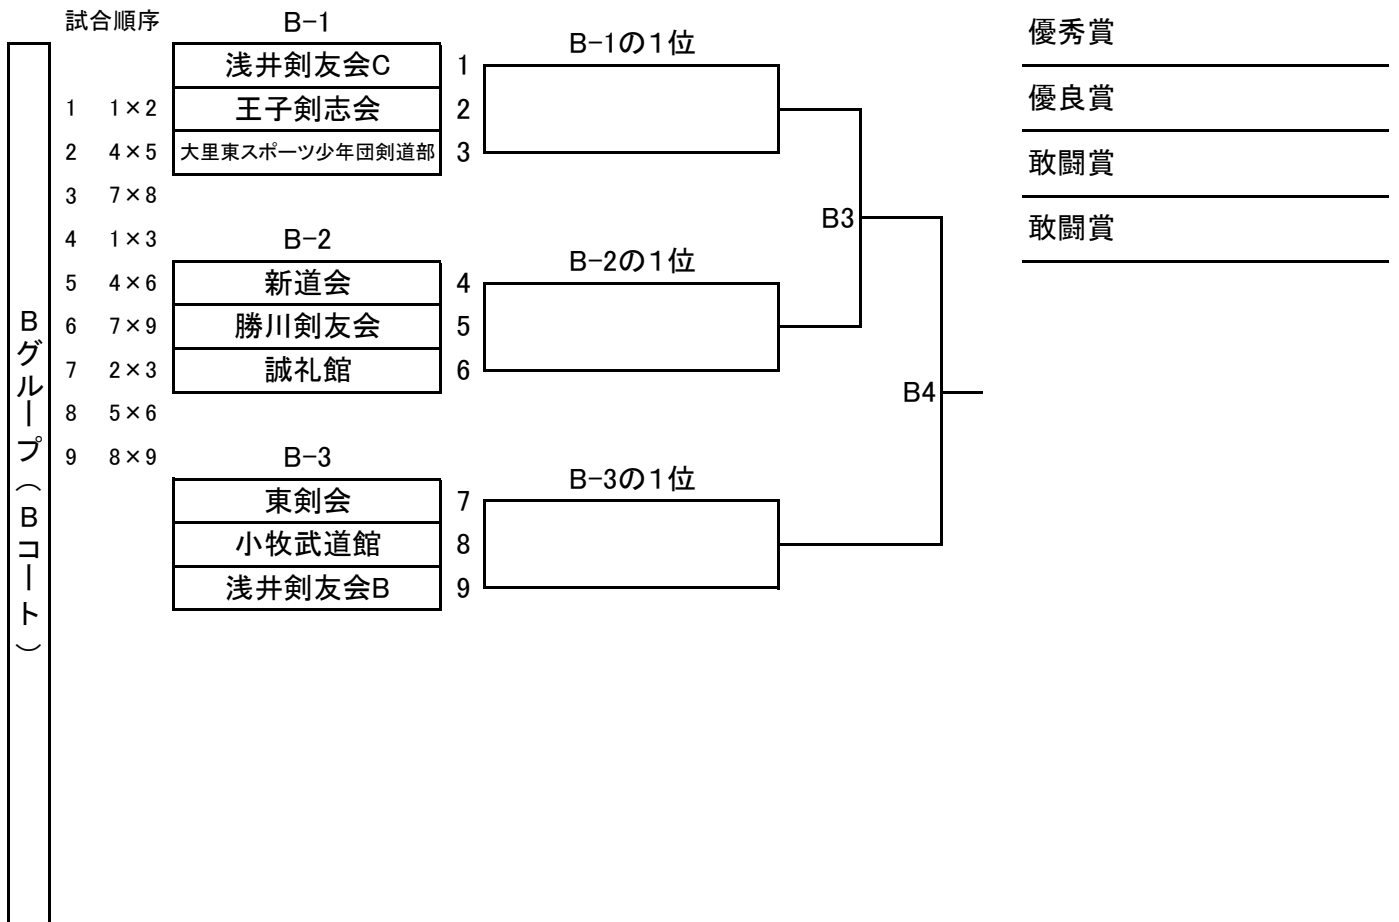 試合順序
Bグループ（Bコート）
1 1×2
2 4×5
3 7×8
4 1×3
5 4×6
6 7×9
7 2×3
8 5×6
9 8×9
B-1
浅井剣友会C 1
王子剣志会 2
大里東スポーツ少年団剣道部 3
B-2
新道会 4
勝川剣友会 5
誠礼館 6
B-3
東剣会 7
小牧武道館 8
浅井剣友会B 9
B-1の1位
B-2の1位
B-3の1位
B3
B4
優秀賞
優良賞
敢闘賞
敢闘賞